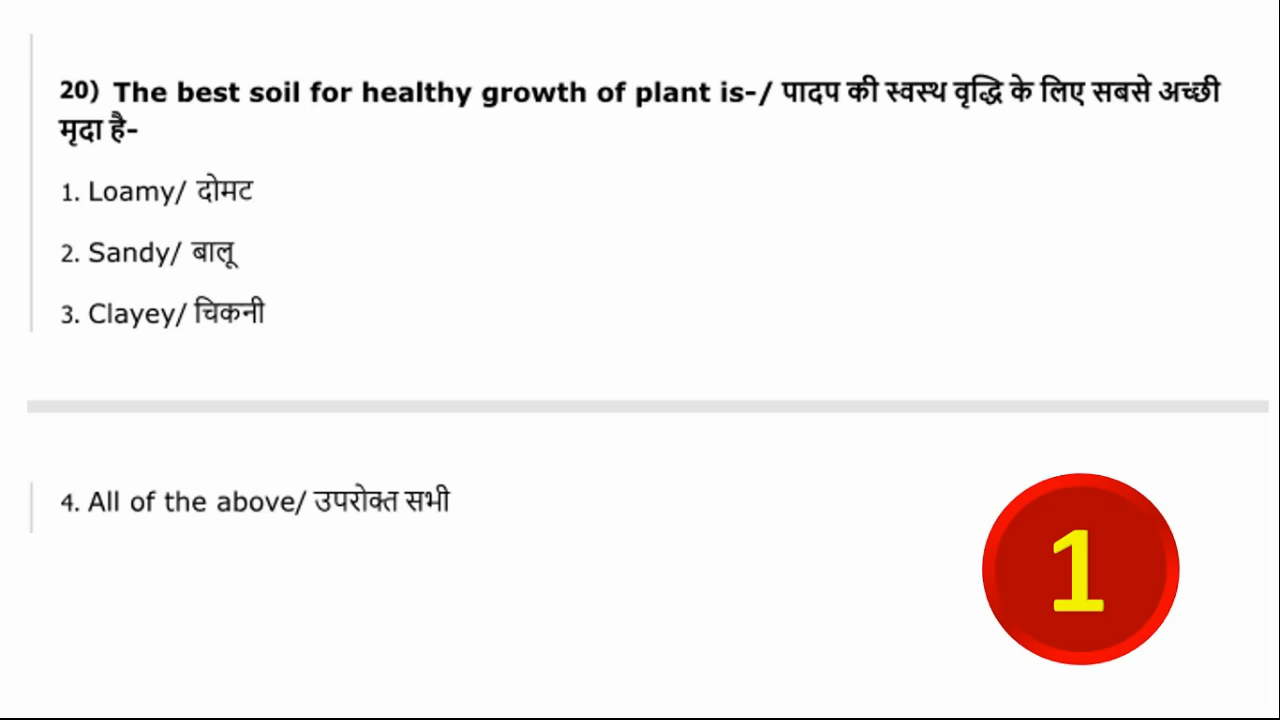 20) The best soil for healthy growth of plant is-/ पादप की स्वस्थ वृद्धि के लिए सबसे अच्छी
मृदा है-
1. Loamy/ दोमट
2. Sandy/ बालू
3. Clayey/ चिकनी
4. All of the above/ उपरोक्त सभी
1